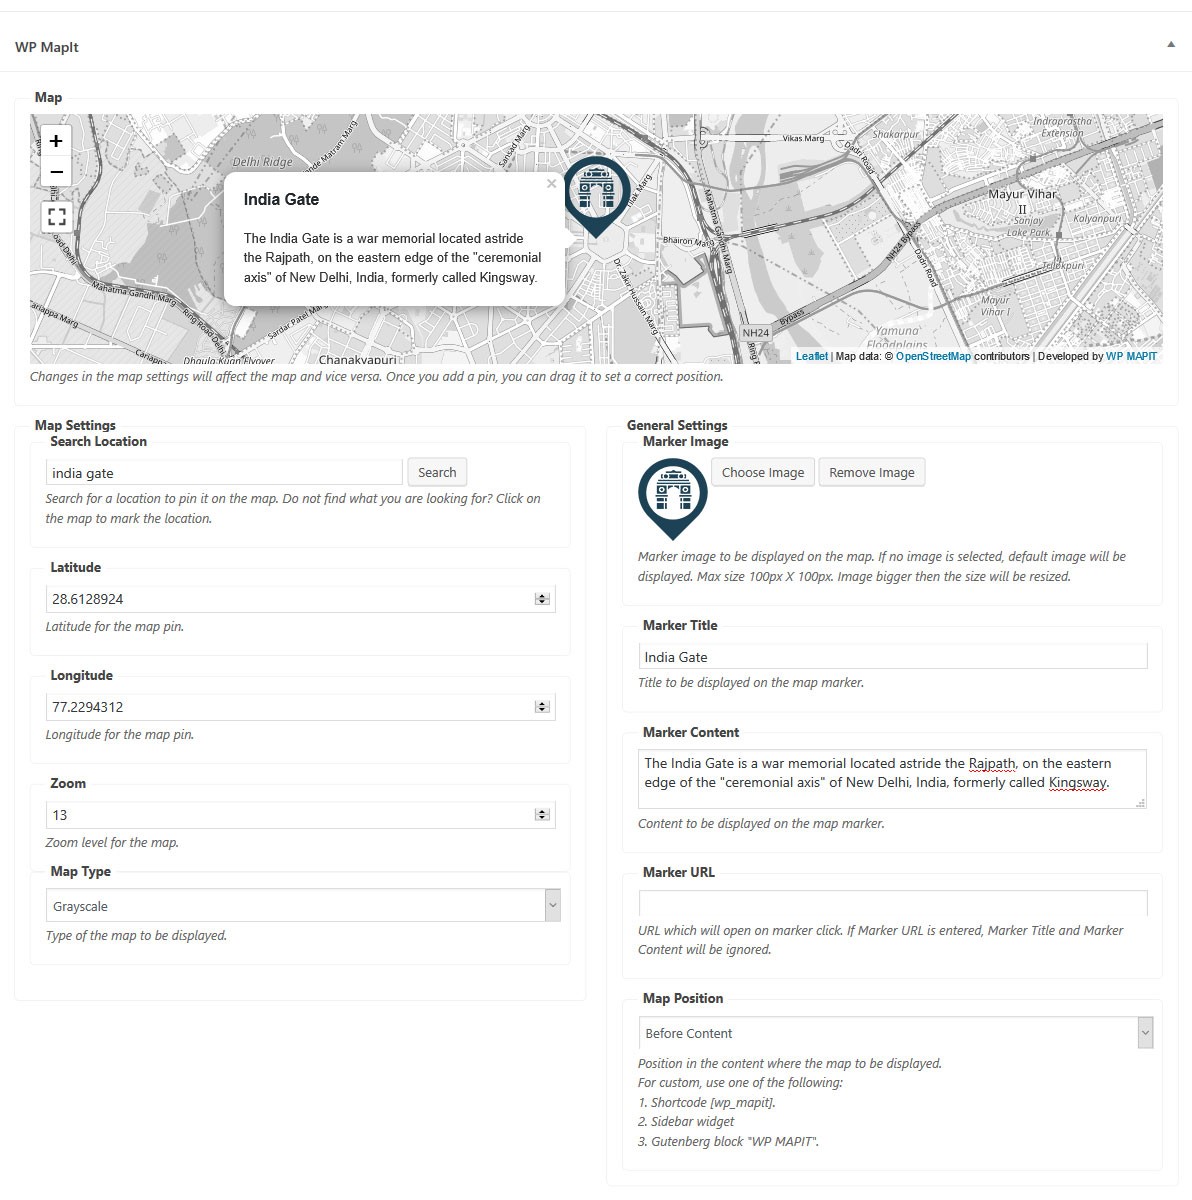 WP MapIt
Map
+
−
Delhi Ridge
Sansad Marg
Tilak Marg
Vikas Marg
Shakarpur
Dadri Road
Indraprastha
Extension
Mayur Vihar
II
Sanjay
Lake Park
Kalyanpuri
Trilokpuri
Mayur
Vihar I
NH24 Bypass
Dadri Road
Bhairon Marg
Mahatma Gandhi Marg
Dr. Zakir Hussain Marg
NH24
Bypass
Yamuna
Floodplains
Ring
Mahatma Gandhi Marg
Ring Road
Sardar Patel Mar
Cariappa Marg
Cariapp
Dhaula Kuan Flyover
Chanakyapuri
India Gate
×
The India Gate is a war memorial located astride
the Rajpath, on the eastern edge of the "ceremonial
axis" of New Delhi, India, formerly called Kingsway.
Leaflet | Map data: © OpenStreetMap contributors | Developed by WP MAPIT
Changes in the map settings will affect the map and vice versa. Once you add a pin, you can drag it to set a correct position.
Map Settings
Search Location
india gate
Search
Search for a location to pin it on the map. Do not find what you are looking for? Click on
the map to mark the location.
Latitude
28.6128924
Latitude for the map pin.
Longitude
77.2294312
Longitude for the map pin.
Zoom
13
Zoom level for the map.
Map Type
Grayscale
Type of the map to be displayed.
General Settings
Marker Image
Choose Image
Remove Image
Marker image to be displayed on the map. If no image is selected, default image will be
displayed. Max size 100px X 100px. Image bigger then the size will be resized.
Marker Title
India Gate
Title to be displayed on the map marker.
Marker Content
The India Gate is a war memorial located astride the Rajpath, on the eastern
edge of the "ceremonial axis" of New Delhi, India, formerly called Kingsway.
Content to be displayed on the map marker.
Marker URL
URL which will open on marker click. If Marker URL is entered, Marker Title and Marker
Content will be ignored.
Map Position
Before Content
Position in the content where the map to be displayed.
For custom, use one of the following:
1. Shortcode [wp_mapit].
2. Sidebar widget
3. Gutenberg block "WP MAPIT".